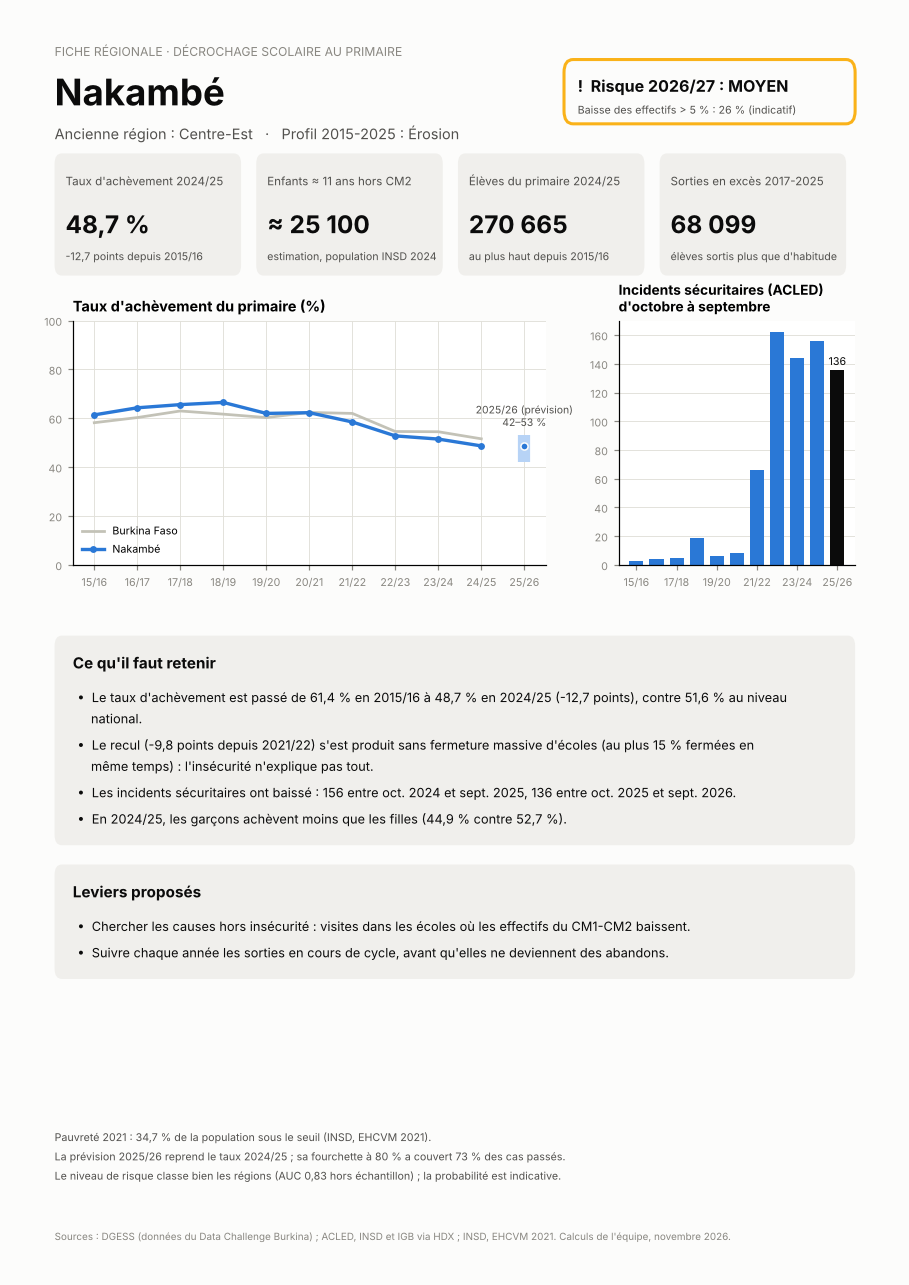 FICHE RÉGIONALE · DÉCROCHAGE SCOLAIRE AU PRIMAIRE
Nakambé
Ancienne région : Centre-Est · Profil 2015-2025 : Érosion
! Risque 2026/27 : MOYEN
Baisse des effectifs > 5 % : 26 % (indicatif)
Taux d'achèvement 2024/25
48,7 %
-12,7 points depuis 2015/16
Enfants ≈ 11 ans hors CM2
≈ 25 100
estimation, population INSD 2024
Élèves du primaire 2024/25
270 665
au plus haut depuis 2015/16
Sorties en excès 2017-2025
68 099
élèves sortis plus que d'habitude
Taux d'achèvement du primaire (%)
100
80
60
40
20
0
2025/26 (prévision)
42–53 %
Burkina Faso
Nakambé
15/16 16/17 17/18 18/19 19/20 20/21 21/22 22/23 23/24 24/25 25/26
Incidents sécuritaires (ACLED)
d'octobre à septembre
160
140
120
100
80
60
40
20
0
136
15/16 17/18 19/20 21/22 23/24 25/26
Ce qu'il faut retenir
• Le taux d'achèvement est passé de 61,4 % en 2015/16 à 48,7 % en 2024/25 (-12,7 points), contre 51,6 % au niveau
national.
• Le recul (-9,8 points depuis 2021/22) s'est produit sans fermeture massive d'écoles (au plus 15 % fermées en
même temps) : l'insécurité n'explique pas tout.
• Les incidents sécuritaires ont baissé : 156 entre oct. 2024 et sept. 2025, 136 entre oct. 2025 et sept. 2026.
• En 2024/25, les garçons achèvent moins que les filles (44,9 % contre 52,7 %).
Leviers proposés
• Chercher les causes hors insécurité : visites dans les écoles où les effectifs du CM1-CM2 baissent.
• Suivre chaque année les sorties en cours de cycle, avant qu'elles ne deviennent des abandons.
Pauvreté 2021 : 34,7 % de la population sous le seuil (INSD, EHCVM 2021).
La prévision 2025/26 reprend le taux 2024/25 ; sa fourchette à 80 % a couvert 73 % des cas passés.
Le niveau de risque classe bien les régions (AUC 0,83 hors échantillon) ; la probabilité est indicative.
Sources : DGESS (données du Data Challenge Burkina) ; ACLED, INSD et IGB via HDX ; INSD, EHCVM 2021. Calculs de l'équipe, novembre 2026.